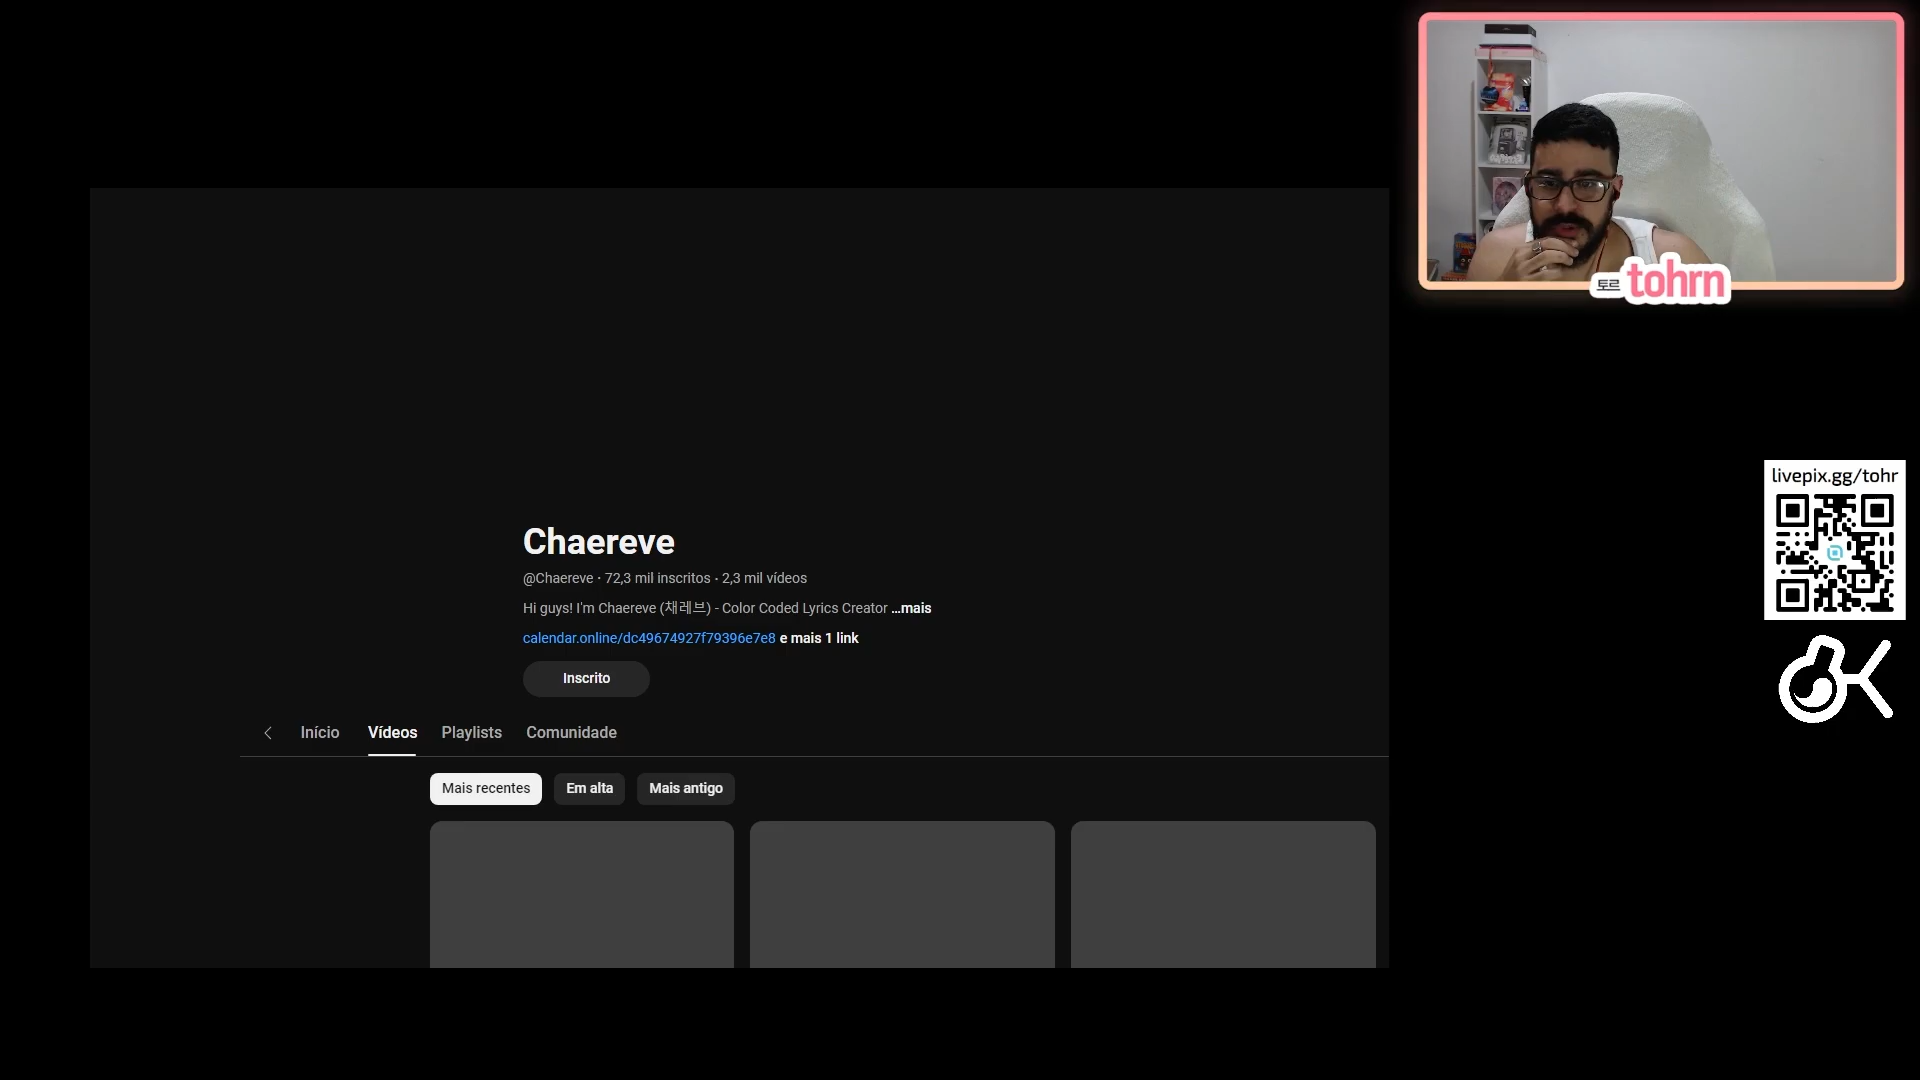 토르 tohrn
livepix.gg/tohr
Chaereve
@Chaereve • 72,3 mil inscritos • 2,3 mil vídeos
Hi guys! I'm Chaereve (채레브) - Color Coded Lyrics Creator ...mais
calendar.online/dc49674927f79396e7e8 e mais 1 link
Inscrito
Início Vídeos Playlists Comunidade
Mais recentes Em alta Mais antigo